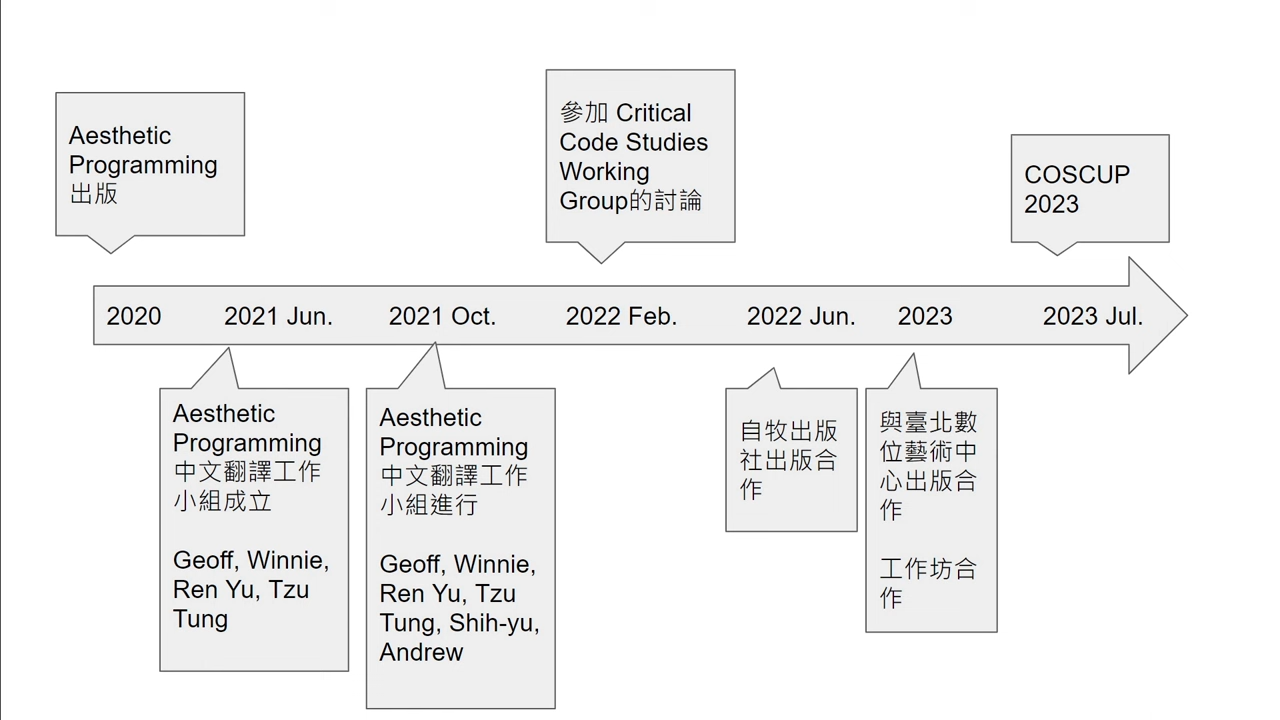 Aesthetic
Programming
出版
參加 Critical
Code Studies
Working
Group的討論
COSCUP
2023
2020
2021 Jun.
2021 Oct.
2022 Feb.
2022 Jun.
2023
2023 Jul.
Aesthetic
Programming
中文翻譯工作
小組成立
Geoff, Winnie,
Ren Yu, Tzu
Tung
Aesthetic
Programming
中文翻譯工作
小組進行
Geoff, Winnie,
Ren Yu, Tzu
Tung, Shih-yu,
Andrew
自牧出版
社出版合
作
與臺北數
位藝術中
心出版合
作
工作坊合
作